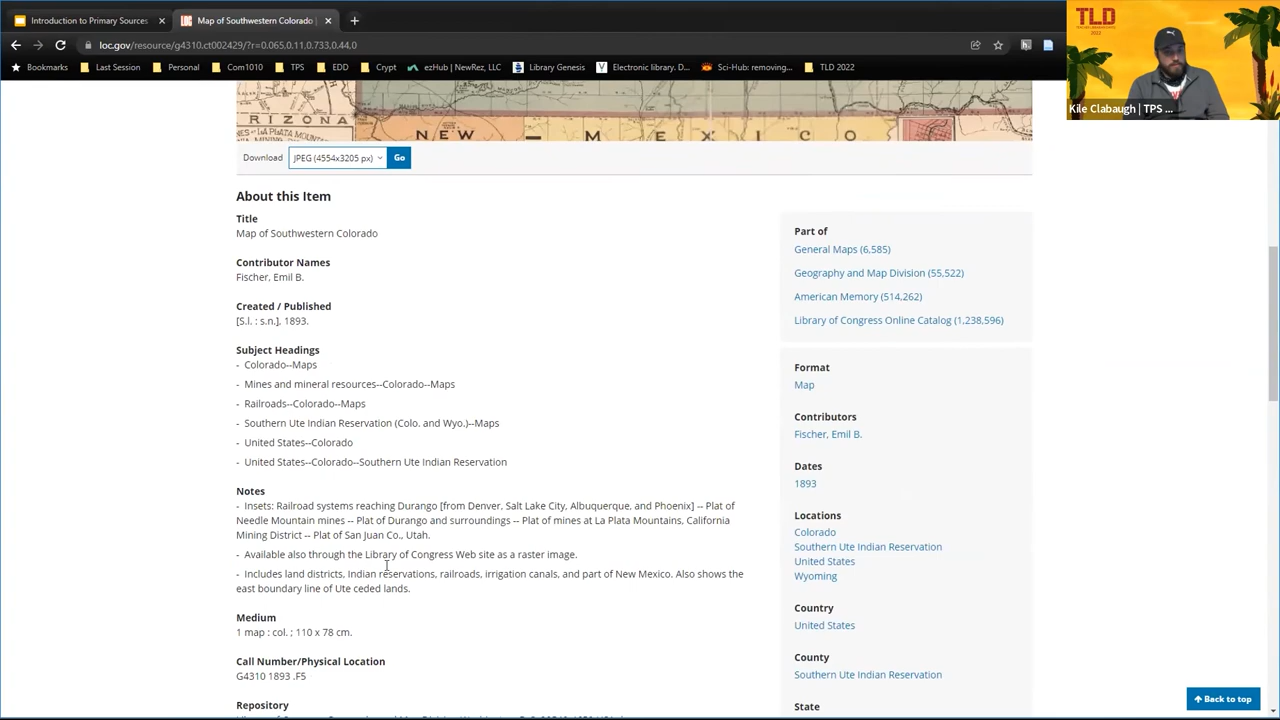 Introduction to Primary Sources
Map of Southwestern Colorado |
loc.gov/resource/g4310.ct002429/?r=0.065,0.11,0.733,0.44,0
Bookmarks
Last Session
Personal
Com1010
TPS
EDD
Crypt
ezHub | NewRez, LLC
Library Genesis
Electronic library. D...
Sci-Hub: removing...
TLD 2022
TLD
2022
Kile Clabaugh | TPS ...
ARIZONA
NEW - MEXICO
Download
JPEG (4554x3205 px)
Go
About this Item
Title
Map of Southwestern Colorado
Contributor Names
Fischer, Emil B.
Created / Published
[S.l. : s.n.], 1893.
Subject Headings
- Colorado--Maps
- Mines and mineral resources--Colorado--Maps
- Railroads--Colorado--Maps
- Southern Ute Indian Reservation (Colo. and Wyo.)--Maps
- United States--Colorado
- United States--Colorado--Southern Ute Indian Reservation
Notes
- Insets: Railroad systems reaching Durango [from Denver, Salt Lake City, Albuquerque, and Phoenix] -- Plat of
Needle Mountain mines -- Plat of Durango and surroundings -- Plat of mines at La Plata Mountains, California
Mining District -- Plat of San Juan Co., Utah.
- Available also through the Library of Congress Web site as a raster image.
- Includes land districts, Indian reservations, railroads, irrigation canals, and part of New Mexico. Also shows the
east boundary line of Ute ceded lands.
Medium
1 map : col. ; 110 x 78 cm.
Call Number/Physical Location
G4310 1893 .F5
Repository
Part of
General Maps (6,585)
Geography and Map Division (55,522)
American Memory (514,262)
Library of Congress Online Catalog (1,238,596)
Format
Map
Contributors
Fischer, Emil B.
Dates
1893
Locations
Colorado
Southern Ute Indian Reservation
United States
Wyoming
Country
United States
County
Southern Ute Indian Reservation
State
Back to top